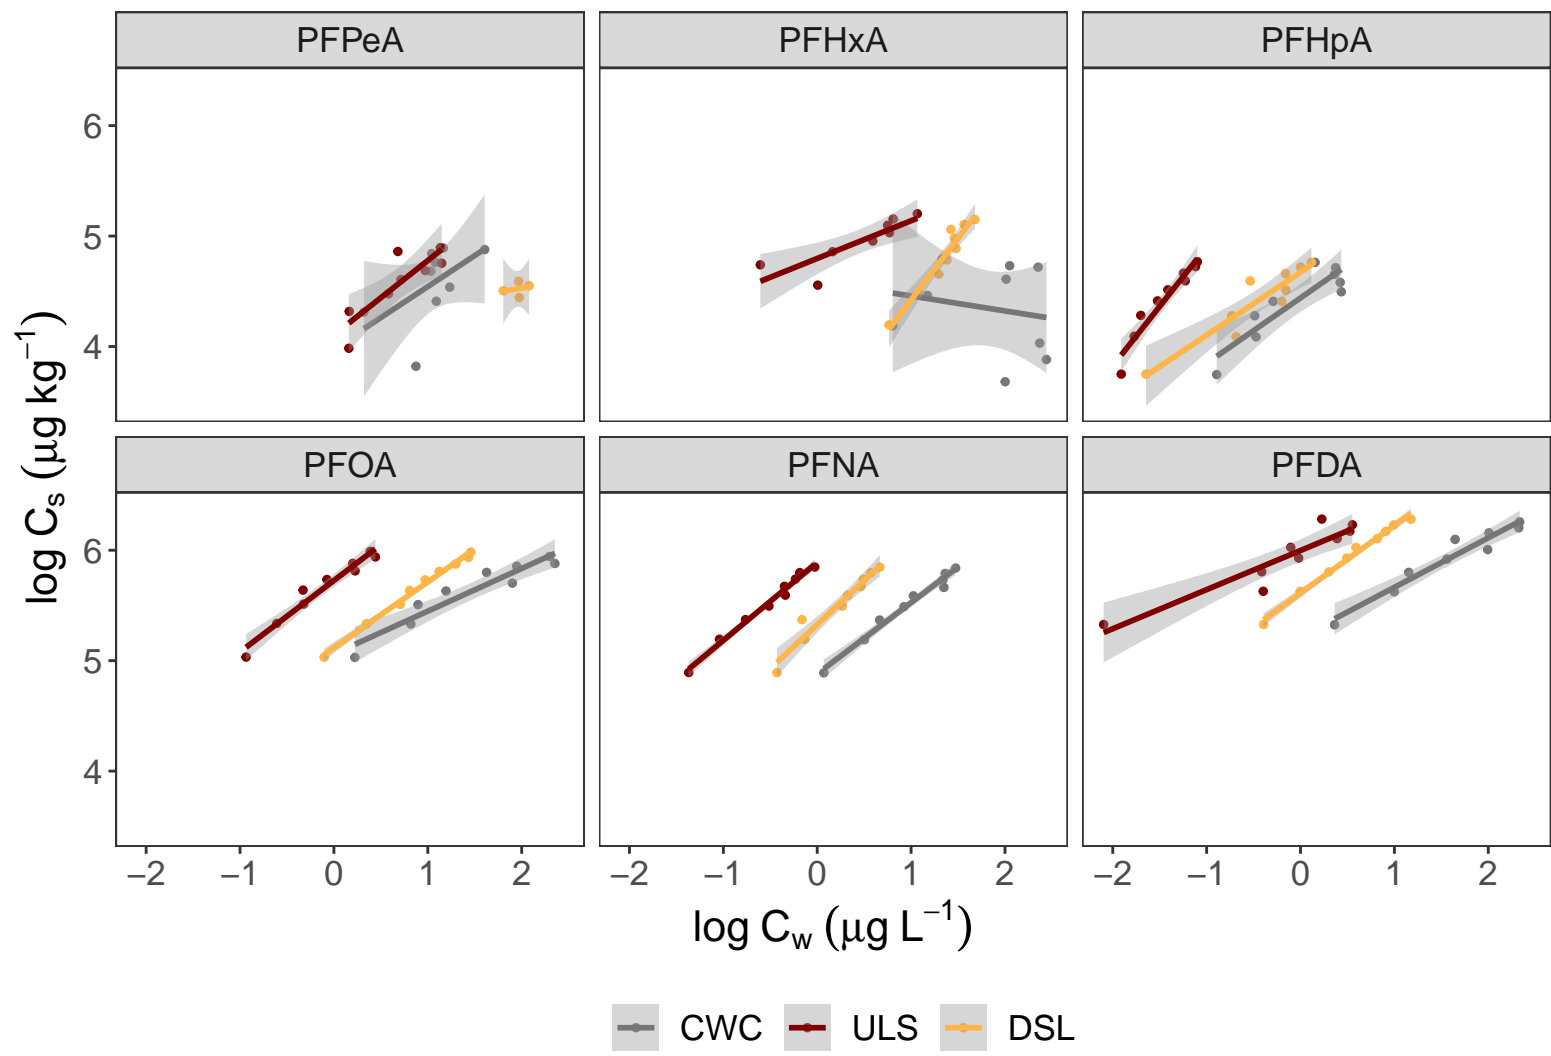 PFPeA PFHxA PFHpA
6
5
4
PFOA PFNA PFDA
6
5
4
log Cₛ (μg kg⁻¹)
−2 −1 0 1 2 −2 −1 0 1 2 −2 −1 0 1 2
log C_w (μg L⁻¹)
CWC ULS DSL